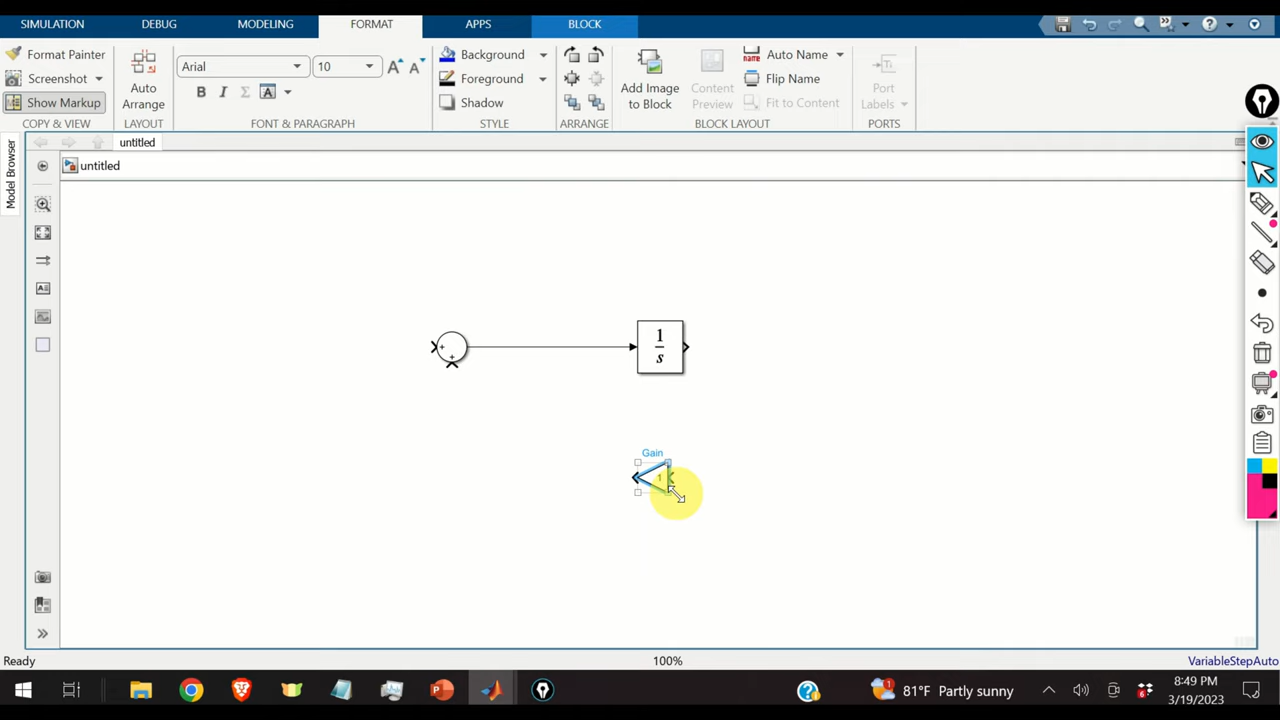 SIMULATION DEBUG MODELING FORMAT APPS BLOCK
Format Painter
Screenshot
Show Markup
COPY & VIEW
Auto
Arrange
LAYOUT
Arial 10
B I Σ A
FONT & PARAGRAPH
Background
Foreground
Shadow
STYLE
ARRANGE
Add Image
to Block
Content
Preview
name Auto Name
Flip Name
Fit to Content
BLOCK LAYOUT
Port
Labels
PORTS
Model Browser
untitled
untitled
+
+
1
s
Gain
1
Ready 100% VariableStepAuto
81°F Partly sunny
8:49 PM
3/19/2023